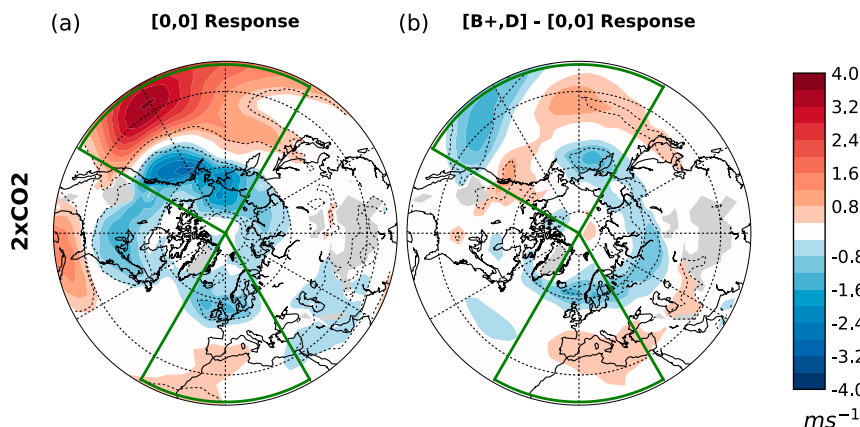 (a) [0,0] Response
(b) [B+,D] - [0,0] Response
2xCO2
4.0
3.2
2.4
1.6
0.8
-0.8
-1.6
-2.4
-3.2
-4.0
ms⁻¹